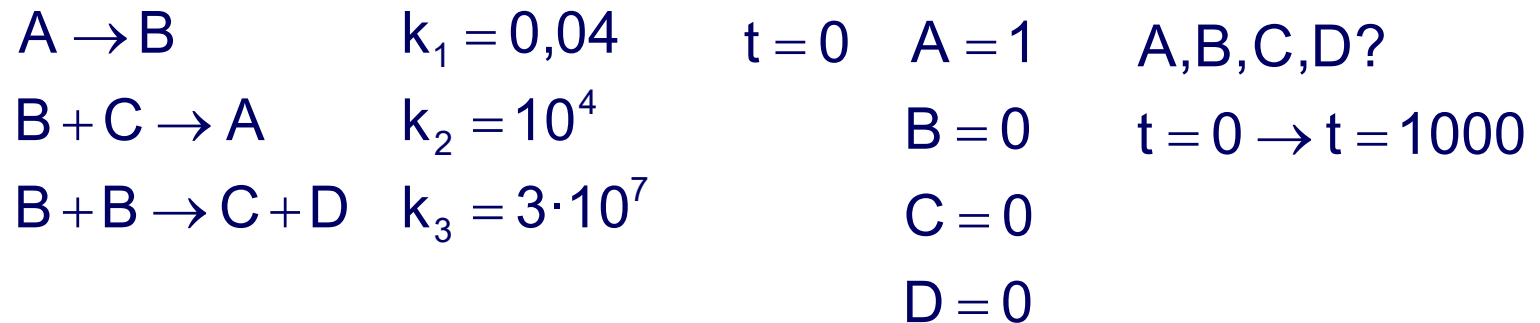 A → B k₁ = 0,04 t = 0 A = 1 A,B,C,D?
B + C → A k₂ = 10⁴ B = 0 t = 0 → t = 1000
B + B → C + D k₃ = 3·10⁷ C = 0
D = 0